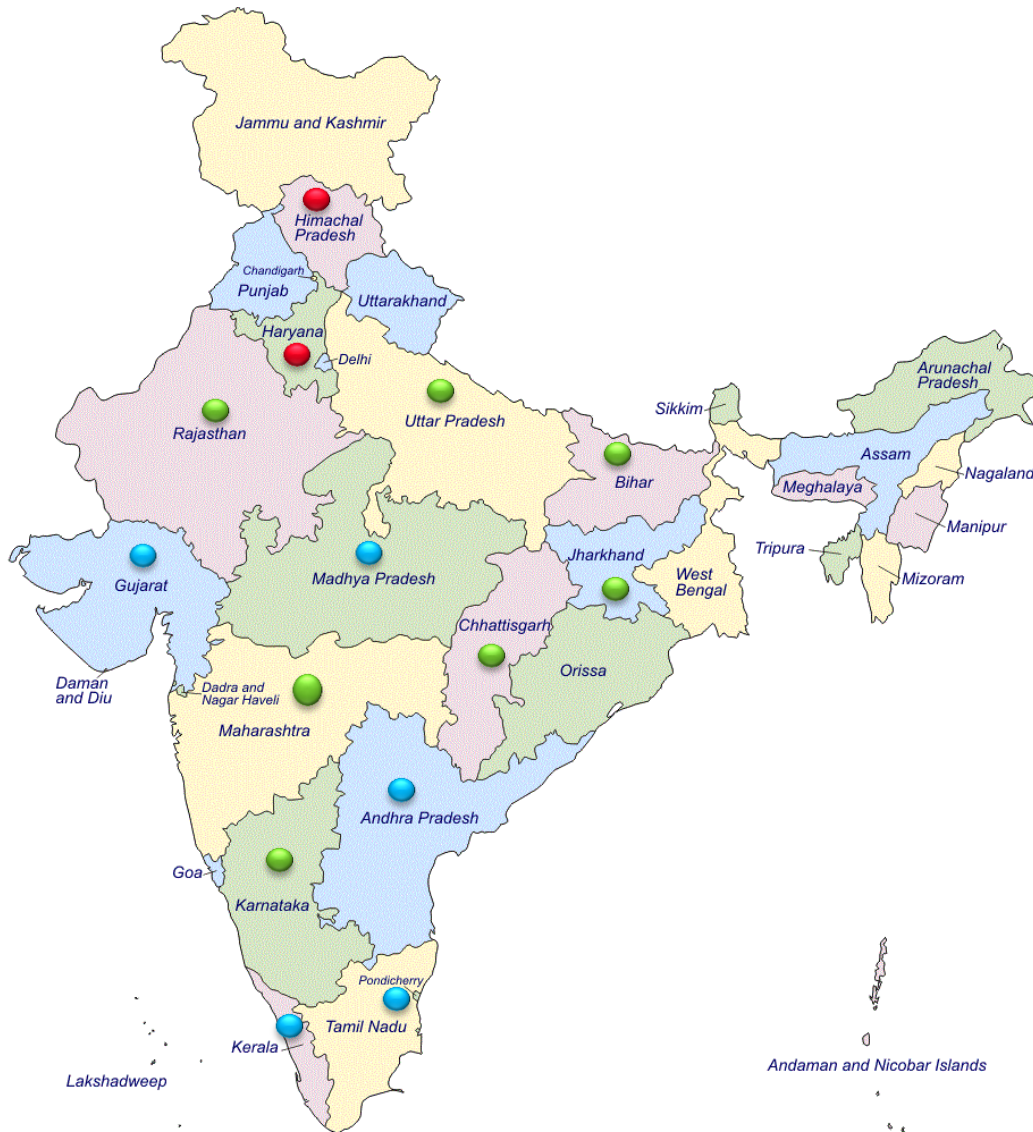 Jammu and Kashmir
Himachal
Pradesh
Chandigarh
Punjab
Uttarakhand
Haryana
Delhi
Arunachal
Pradesh
Sikkim
Uttar Pradesh
Rajasthan
Assam
Bihar
Nagaland
Meghalaya
Manipur
Jharkhand
Tripura
Madhya Pradesh
Gujarat
West
Bengal
Mizoram
Chhattisgarh
Orissa
Daman
and Diu
Dadra and
Nagar Haveli
Maharashtra
Andhra Pradesh
Goa
Karnataka
Pondicherry
Tamil Nadu
Kerala
Lakshadweep
Andaman and Nicobar Islands